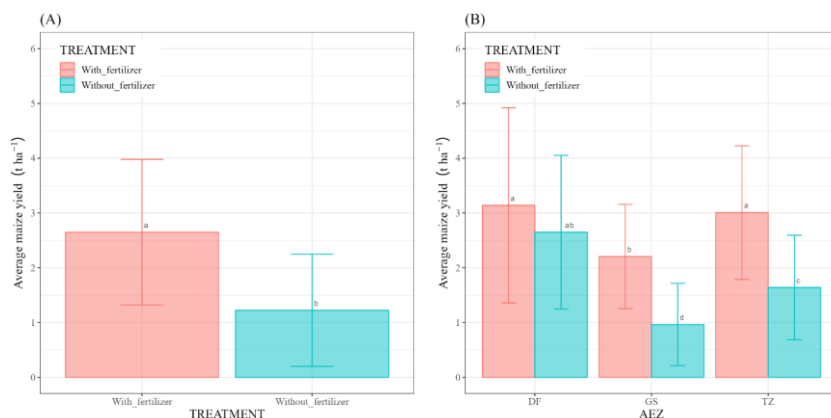 (A)
TREATMENT
With_fertilizer
Without_fertilizer
Average maize yield (t ha⁻¹)
6
5
4
3
2
1
0
a
b
With_fertilizer
Without_fertilizer
TREATMENT
(B)
TREATMENT
With_fertilizer
Without_fertilizer
Average maize yield (t ha⁻¹)
6
5
4
3
2
1
0
a
ab
b
d
a
c
DF
GS
TZ
AEZ